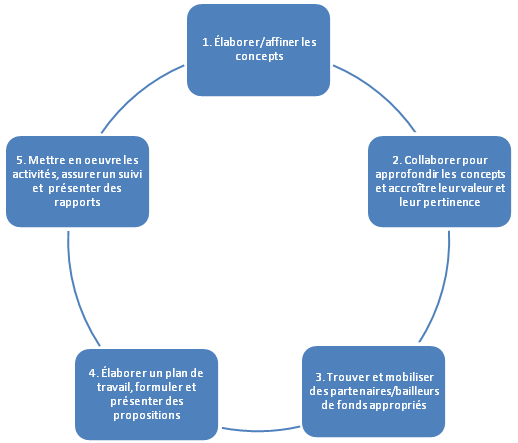 1. Élaborer/affiner les
concepts
2. Collaborer pour
approfondir les concepts
et accroître leur valeur et
leur pertinence
3. Trouver et mobiliser
des partenaires/bailleurs
de fonds appropriés
4. Élaborer un plan de
travail, formuler et
présenter des
propositions
5. Mettre en oeuvre les
activités, assurer un suivi
et présenter des
rapports